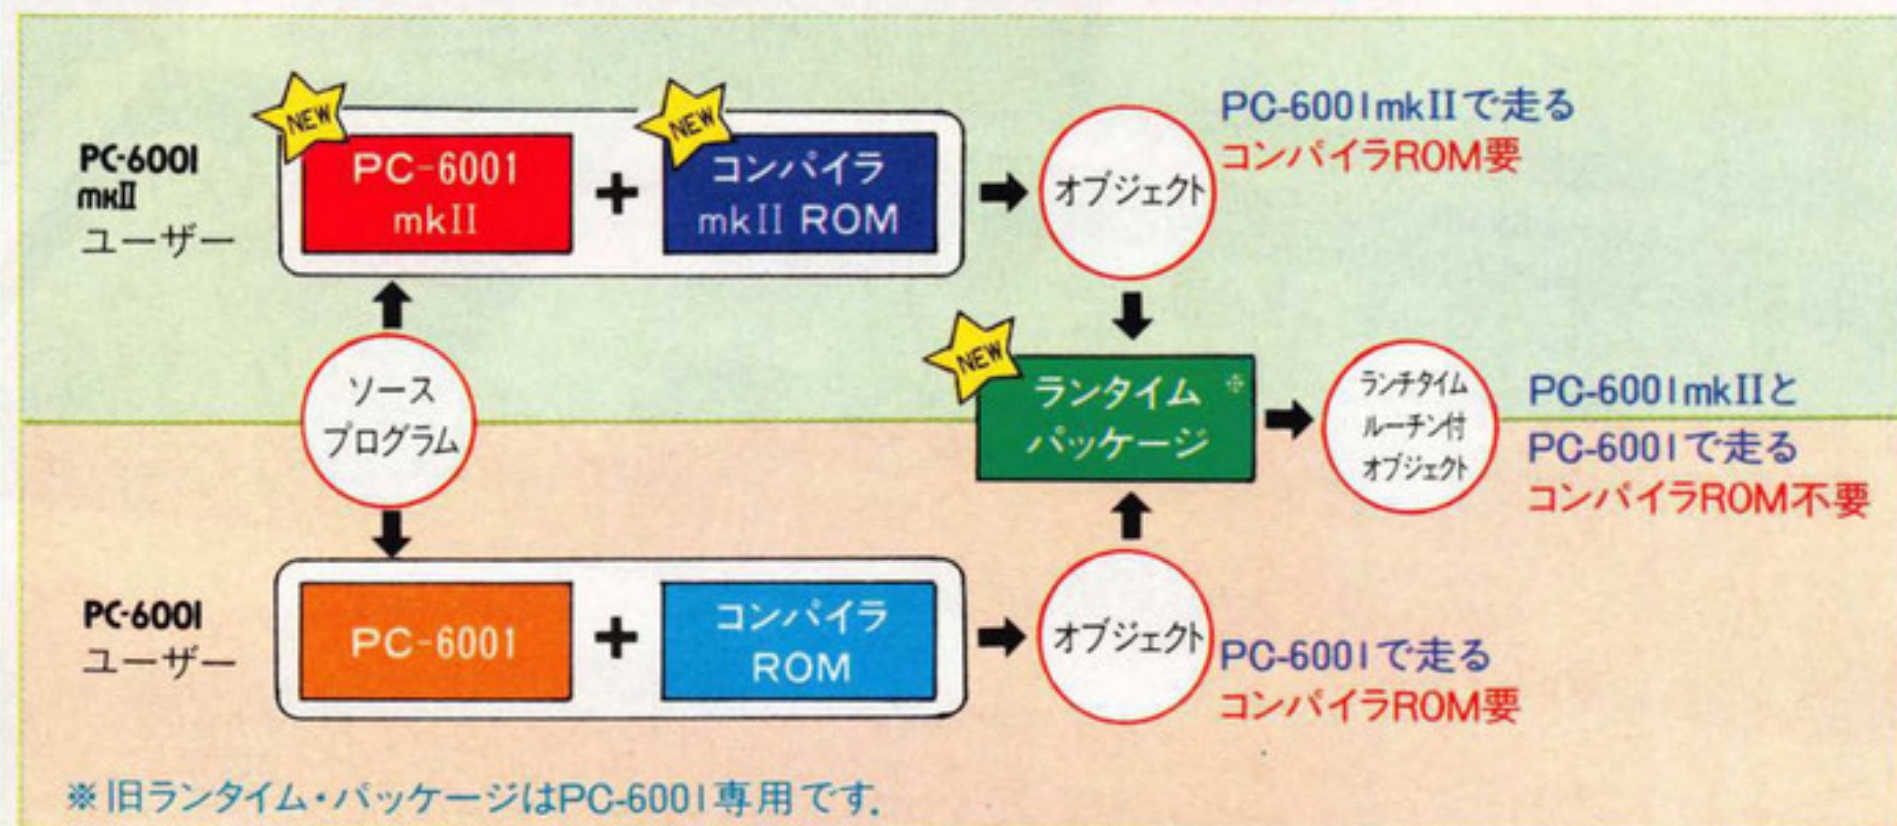 NEW
NEW
PC-6001
mkII
ユーザー
PC-6001
mkII
+
コンパイラ
mkII ROM
オブジェクト
PC-6001mkIIで走る
コンパイラROM要
ソース
プログラム
NEW
ランタイム ※
パッケージ
ランチタイム
ルーチン付
オブジェクト
PC-6001mkIIと
PC-6001で走る
コンパイラROM不要
PC-6001
ユーザー
PC-6001
+
コンパイラ
ROM
オブジェクト
PC-6001で走る
コンパイラROM要
※旧ランタイム・パッケージはPC-6001専用です.